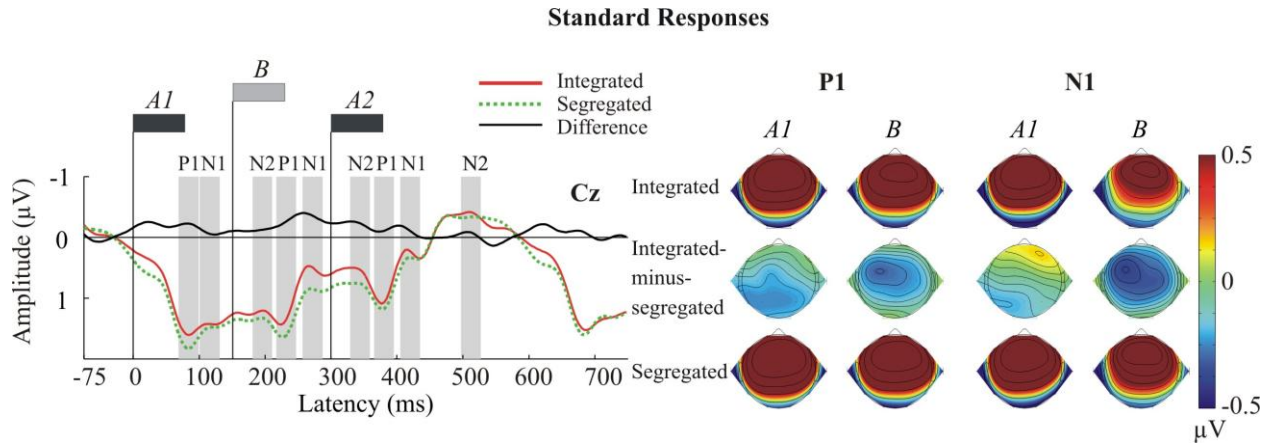 Standard Responses
B
A1
A2
Integrated
Segregated
Difference
P1 N1 N2 P1 N1 N2 P1 N1 N2
Cz
-1
0
1
Amplitude (µV)
-75 0 100 200 300 400 500 600 700
Latency (ms)
P1 N1
A1 B A1 B
Integrated
Integrated-
minus-
segregated
Segregated
0.5
0
-0.5
µV